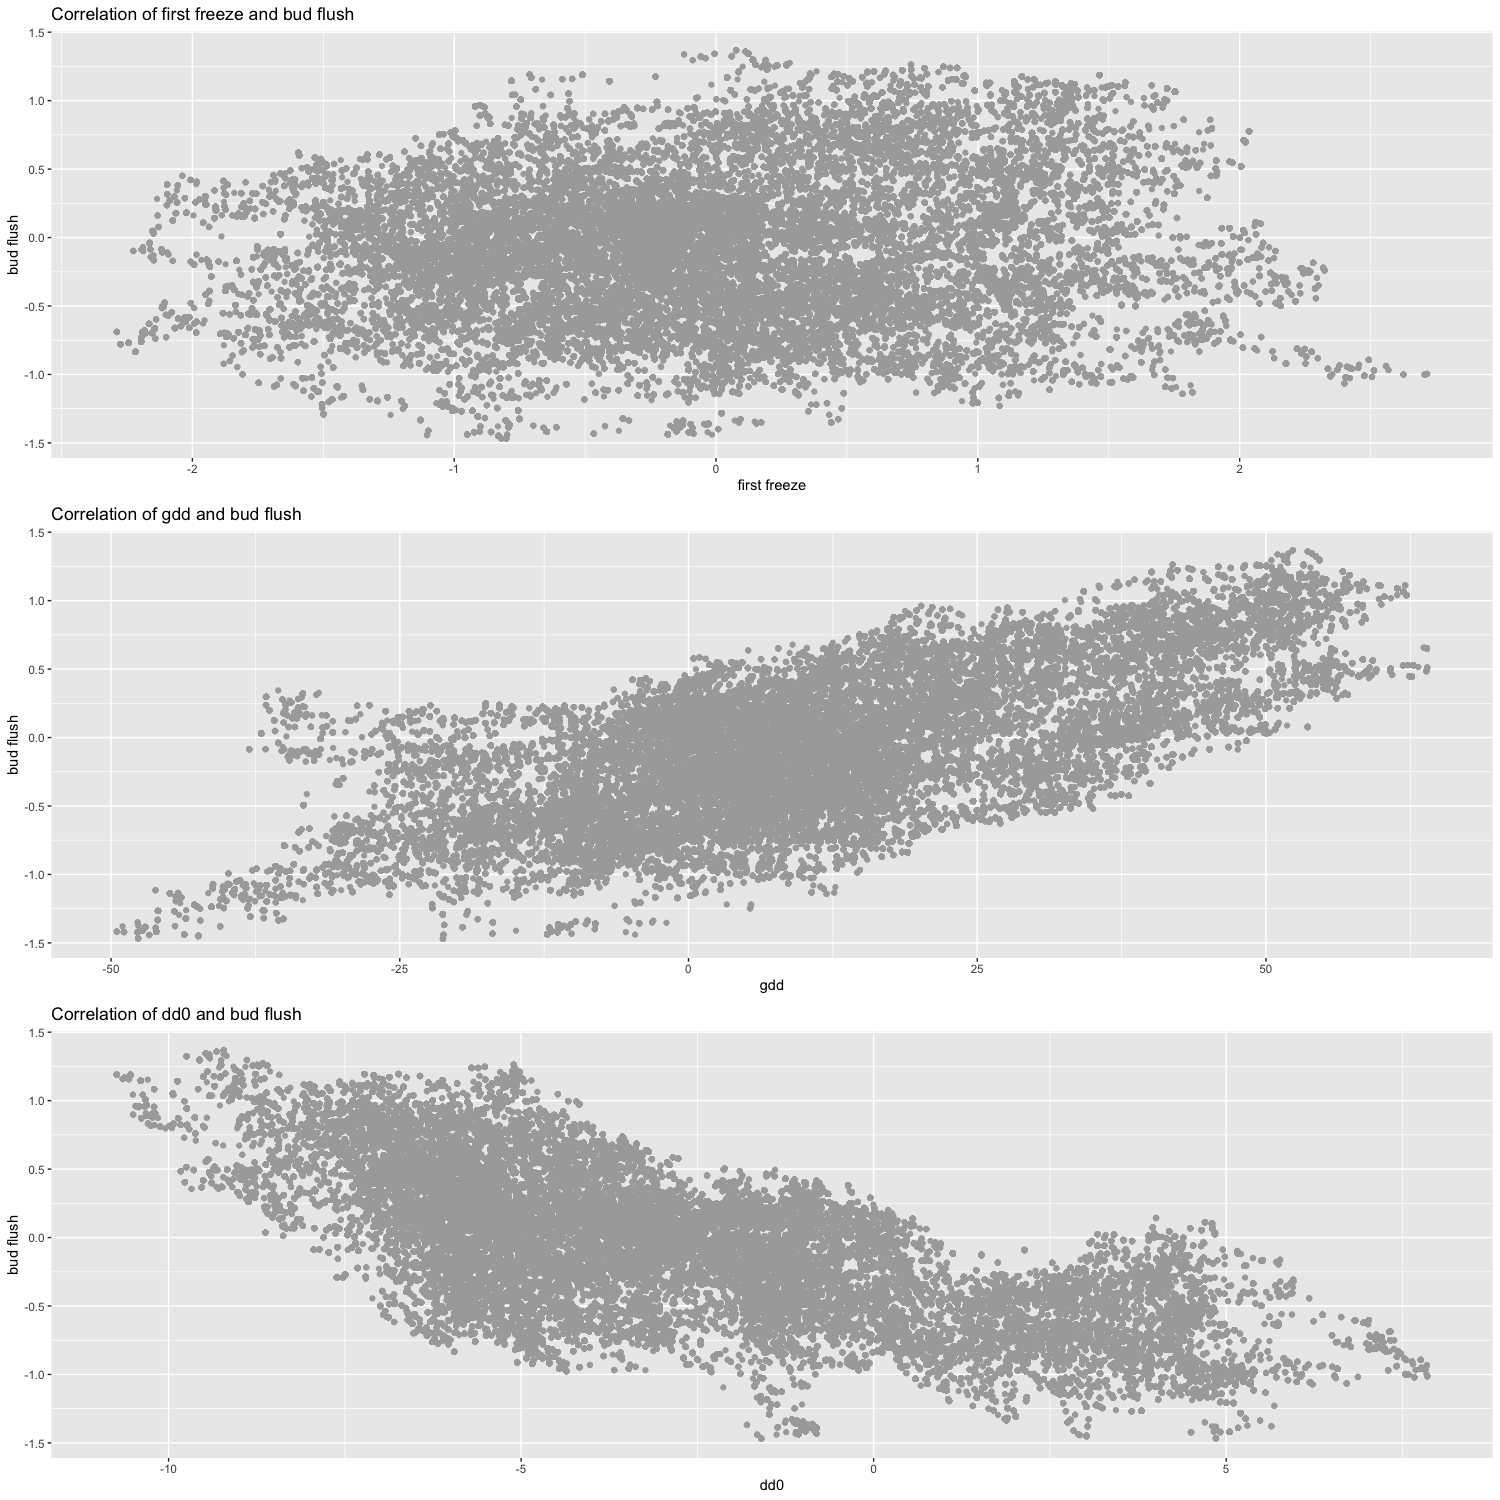 Correlation of first freeze and bud flush
1.5
1.0
0.5
0.0
-0.5
-1.0
-1.5
bud flush
-2 -1 0 1 2
first freeze
Correlation of gdd and bud flush
1.5
1.0
0.5
0.0
-0.5
-1.0
-1.5
bud flush
-50 -25 0 25 50
gdd
Correlation of dd0 and bud flush
1.5
1.0
0.5
0.0
-0.5
-1.0
-1.5
bud flush
-10 -5 0 5
dd0